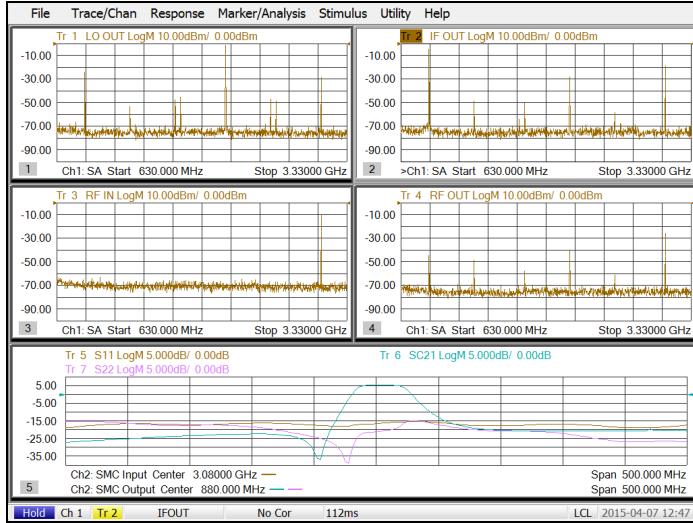 File Trace/Chan Response Marker/Analysis Stimulus Utility Help
Tr 1 LO OUT LogM 10.00dBm/ 0.00dBm
-10.00
-30.00
-50.00
-70.00
-90.00
1 Ch1: SA Start 630.000 MHz Stop 3.33000 GHz
Tr 2 IF OUT LogM 10.00dBm/ 0.00dBm
-10.00
-30.00
-50.00
-70.00
-90.00
2 >Ch1: SA Start 630.000 MHz Stop 3.33000 GHz
Tr 3 RF IN LogM 10.00dBm/ 0.00dBm
-10.00
-30.00
-50.00
-70.00
-90.00
3 Ch1: SA Start 630.000 MHz Stop 3.33000 GHz
Tr 4 RF OUT LogM 10.00dBm/ 0.00dBm
-10.00
-30.00
-50.00
-70.00
-90.00
4 Ch1: SA Start 630.000 MHz Stop 3.33000 GHz
Tr 5 S11 LogM 5.000dB/ 0.00dB Tr 6 SC21 LogM 5.000dB/ 0.00dB
Tr 7 S22 LogM 5.000dB/ 0.00dB
5.00
-5.00
-15.00
-25.00
-35.00
Ch2: SMC Input Center 3.08000 GHz Span 500.000 MHz
5 Ch2: SMC Output Center 880.000 MHz Span 500.000 MHz
Hold Ch 1 Tr 2 IFOUT No Cor 112ms LCL 2015-04-07 12:47